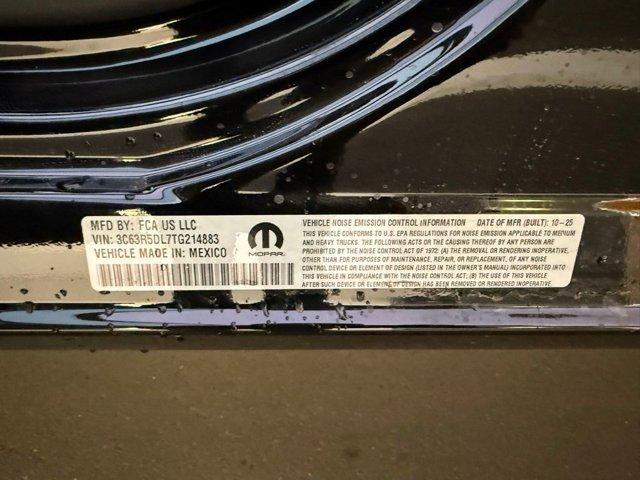 MFD BY: FCA US LLC
VIN: 3C63R5DL7TG214883
VEHICLE MADE IN: MEXICO
MOPAR
VEHICLE NOISE EMISSION CONTROL INFORMATION DATE OF MFR (BUILT): 10-25
THIS VEHICLE CONFORMS TO U.S. EPA REGULATIONS FOR NOISE EMISSION APPLICABLE TO MEDIUM
AND HEAVY TRUCKS. THE FOLLOWING ACTS OR THE CAUSING THEREOF BY ANY PERSON ARE
PROHIBITED BY THE NOISE CONTROL ACT OF 1972: (A) THE REMOVAL OR RENDERING INOPERATIVE,
OTHER THAN FOR PURPOSES OF MAINTENANCE, REPAIR, OR REPLACEMENT, OF ANY NOISE
CONTROL DEVICE OR ELEMENT OF DESIGN (LISTED IN THE OWNER'S MANUAL) INCORPORATED INTO
THIS VEHICLE IN COMPLIANCE WITH THE NOISE CONTROL ACT; (B) THE USE OF THIS VEHICLE
AFTER SUCH DEVICE OR ELEMENT OF DESIGN HAS BEEN REMOVED OR RENDERED INOPERATIVE.